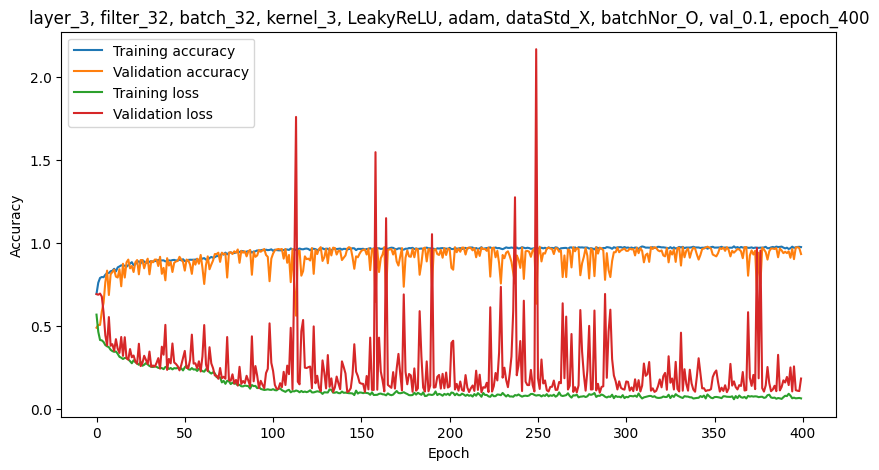 layer_3, filter_32, batch_32, kernel_3, LeakyReLU, adam, dataStd_X, batchNor_O, val_0.1, epoch_400
Training accuracy
Validation accuracy
Training loss
Validation loss
2.0
1.5
1.0
0.5
0.0
Accuracy
0
50
100
150
200
250
300
350
400
Epoch